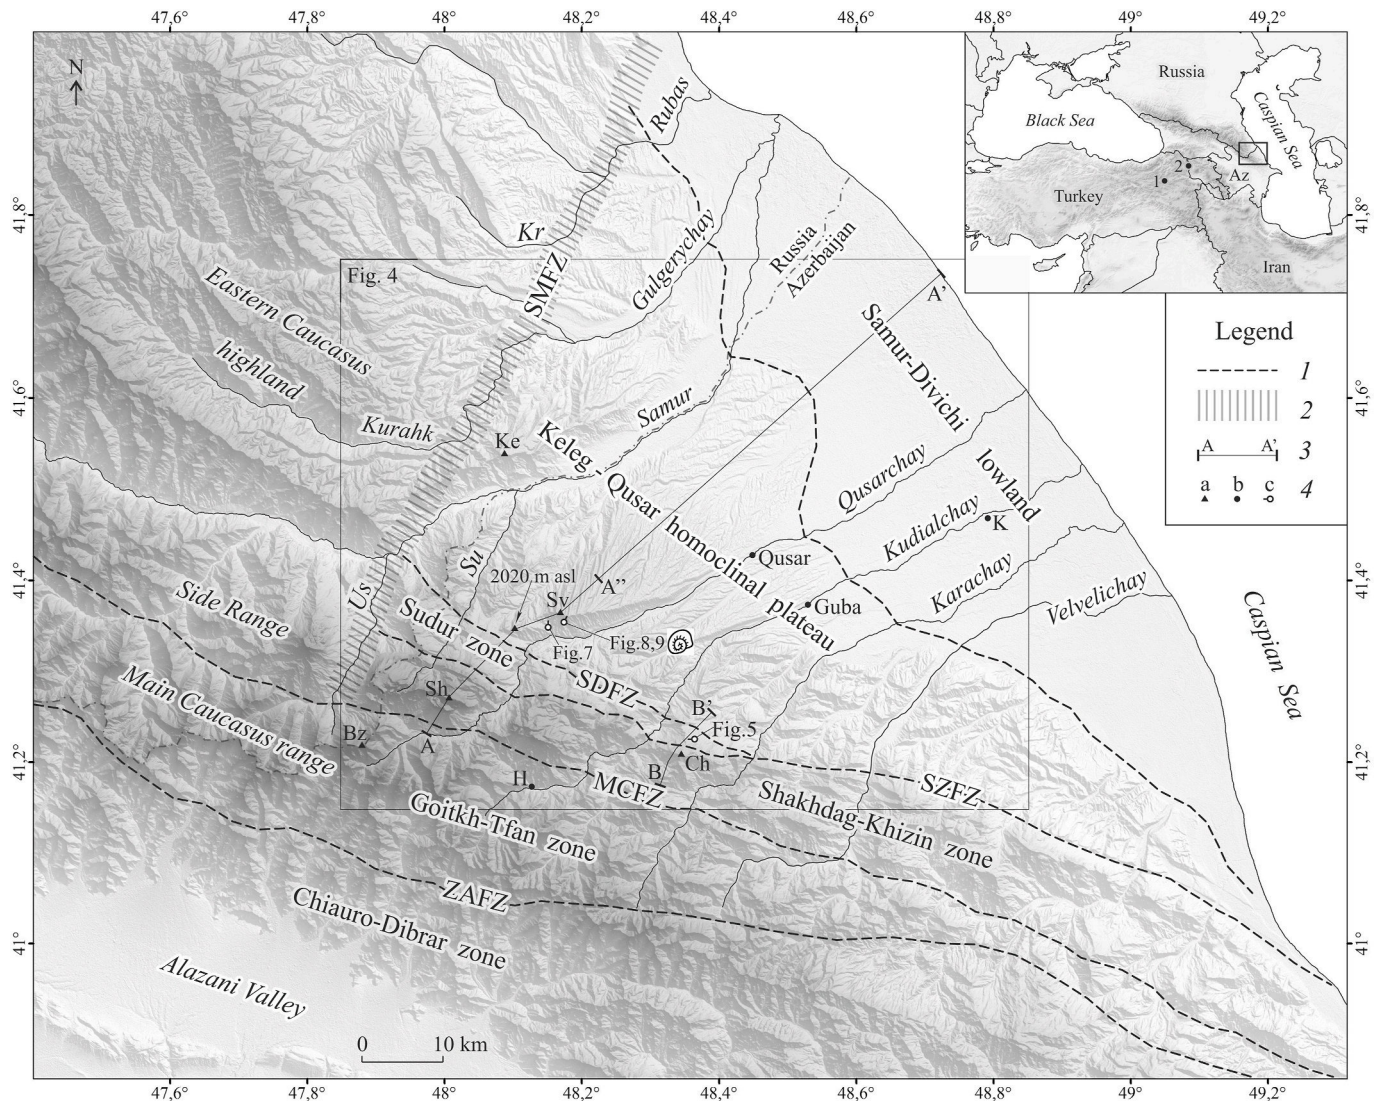 47,6°
47,8°
48°
48,2°
48,4°
48,6°
48,8°
49°
49,2°
N
Rubas
Russia
Black Sea
Caspian Sea
2
1
Az
Turkey
Iran
41,8°
41,8°
Kr
SMFZ
Gulgerychay
Russia
Azerbaijan
Fig. 4
A’
Eastern Caucasus
highland
Samur-Divichi
lowland
Legend
1
2
A
A’
3
a
b
c
4
41,6°
41,6°
Kurahk
Ke
Samur
Keleg - Qusar homoclinal plateau
Qusarchay
Kudialchay
K
Qusar
Karachay
Velvelichay
41,4°
41,4°
Us
Su
2020 m asl
A’’
Sv
Guba
Side Range
Sudur zone
Fig.7
Fig.8,9
Caspian Sea
Main Caucasus range
Sh
SDFZ
B’
Fig.5
Bz
A
B
Ch
41,2°
41,2°
H
MCFZ
SZFZ
Goitkh-Tfan zone
Shakhdag-Khizin zone
ZAFZ
Chiauro-Dibrar zone
41°
41°
Alazani Valley
0
10 km
47,6°
47,8°
48°
48,2°
48,4°
48,6°
48,8°
49°
49,2°